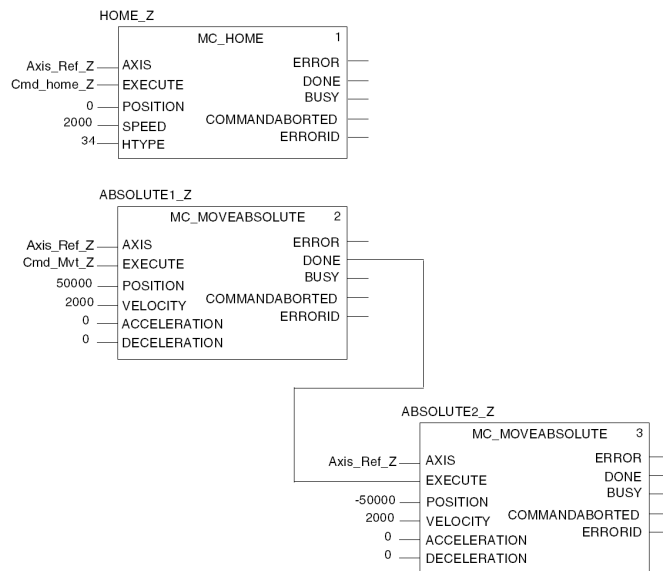 HOME_Z
MC_HOME 1
Axis_Ref_Z AXIS ERROR
Cmd_home_Z EXECUTE DONE
BUSY
0 POSITION
2000 SPEED COMMANDABORTED
34 HTYPE ERRORID
ABSOLUTE1_Z
MC_MOVEABSOLUTE 2
Axis_Ref_Z AXIS ERROR
Cmd_Mvt_Z EXECUTE DONE
50000 POSITION BUSY
2000 VELOCITY COMMANDABORTED
0 ACCELERATION ERRORID
0 DECELERATION
ABSOLUTE2_Z
MC_MOVEABSOLUTE 3
Axis_Ref_Z AXIS ERROR
EXECUTE DONE
-50000 POSITION BUSY
2000 VELOCITY COMMANDABORTED
0 ACCELERATION ERRORID
0 DECELERATION